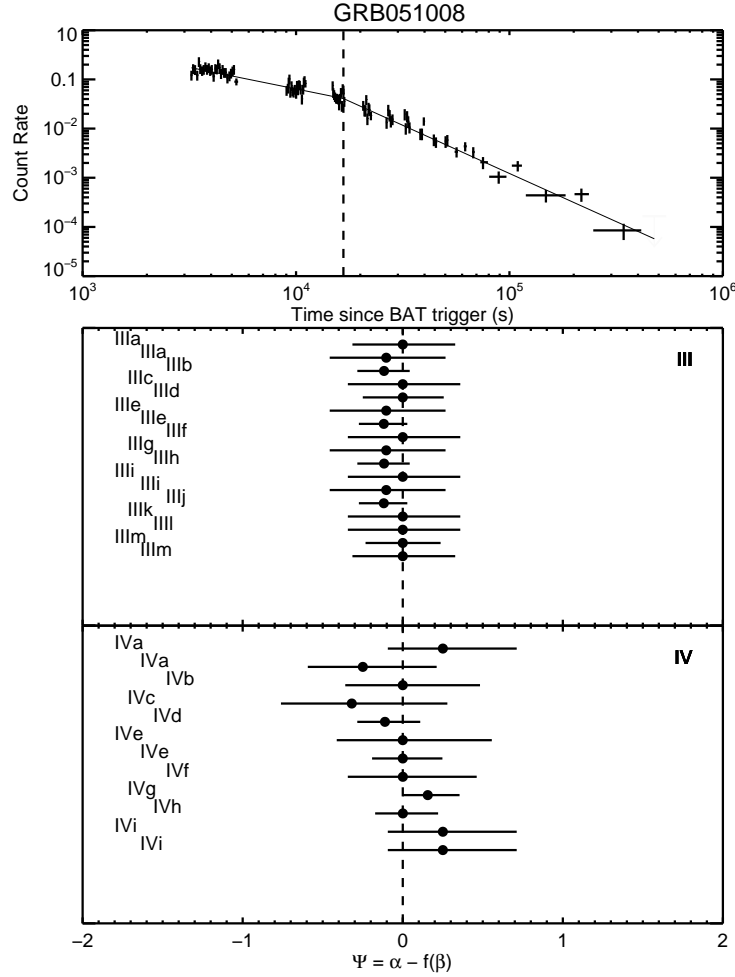 GRB051008
10
0.1
10⁻²
10⁻³
10⁻⁴
10⁻⁵
Count Rate
10³
10⁴
10⁵
10⁶
Time since BAT trigger (s)
III
IIIa
IIIa
IIIb
IIIc
IIId
IIIe
IIIe
IIIf
IIIg
IIIh
IIIi
IIIi
IIIj
IIIk
IIIl
IIIm
IIIm
IV
IVa
IVa
IVb
IVc
IVd
IVe
IVe
IVf
IVg
IVh
IVi
IVi
−2
−1
0
1
2
Ψ = α − f(β)